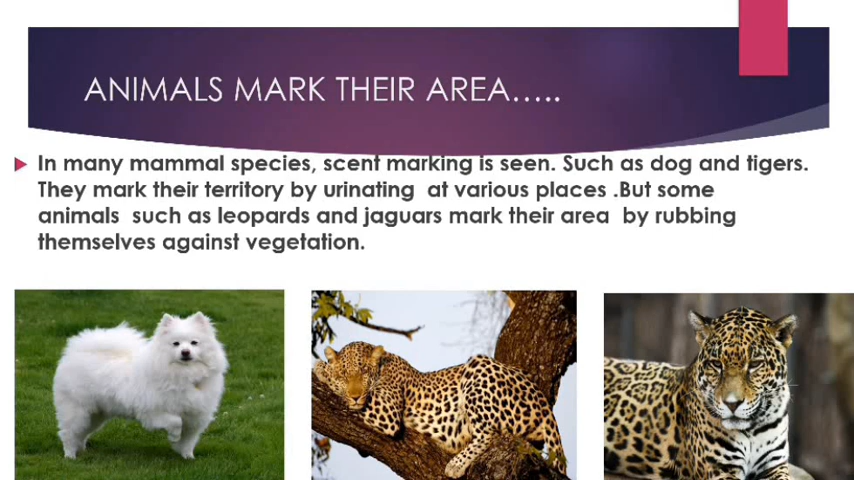 ANIMALS MARK THEIR AREA.....
In many mammal species, scent marking is seen. Such as dog and tigers.
They mark their territory by urinating at various places .But some
animals such as leopards and jaguars mark their area by rubbing
themselves against vegetation.